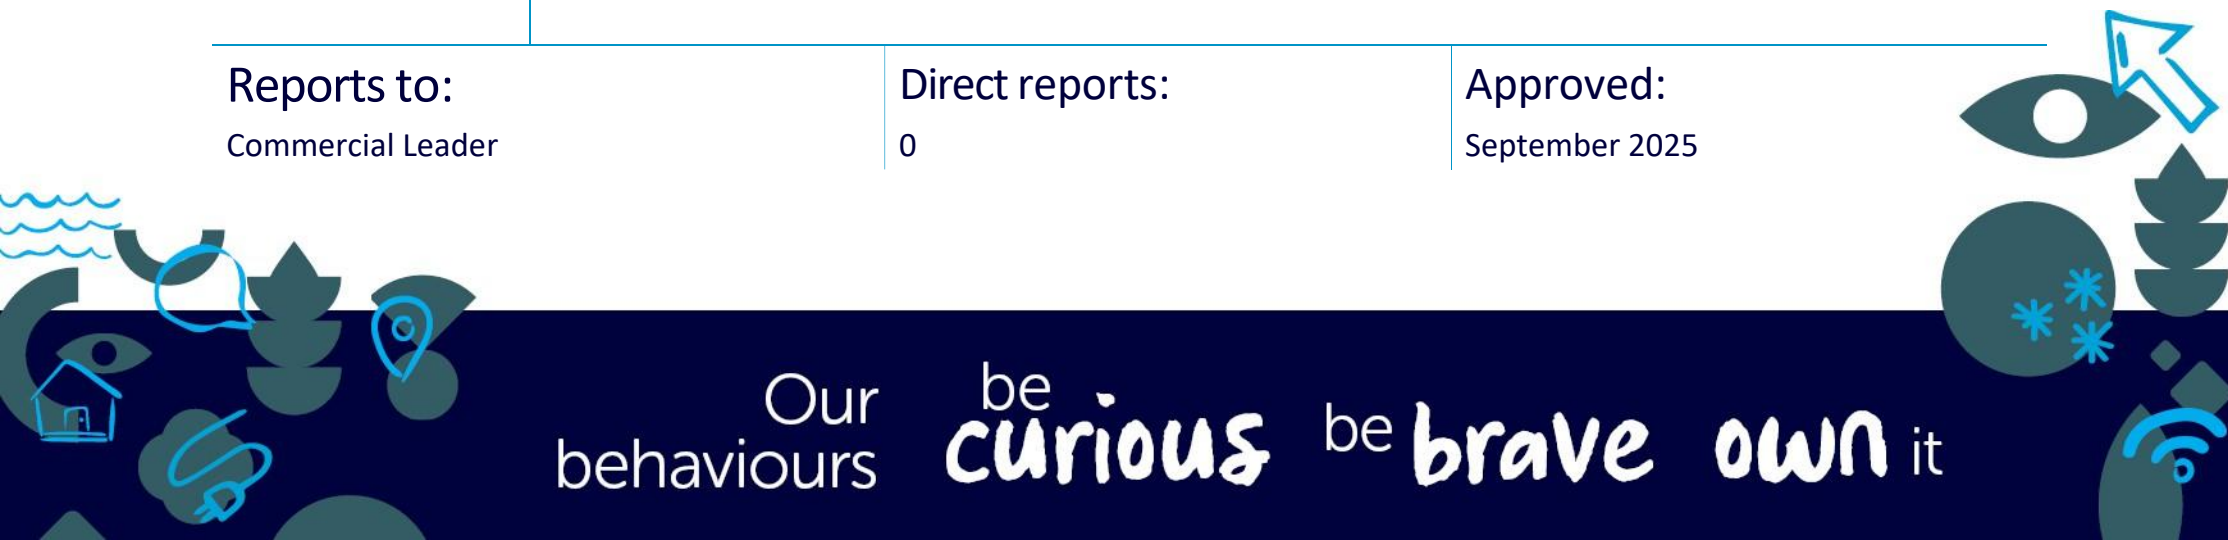 Reports to:
Direct reports:
Approved:
Commercial Leader
0
September 2025
Our behaviours
be curious
be brave
own it